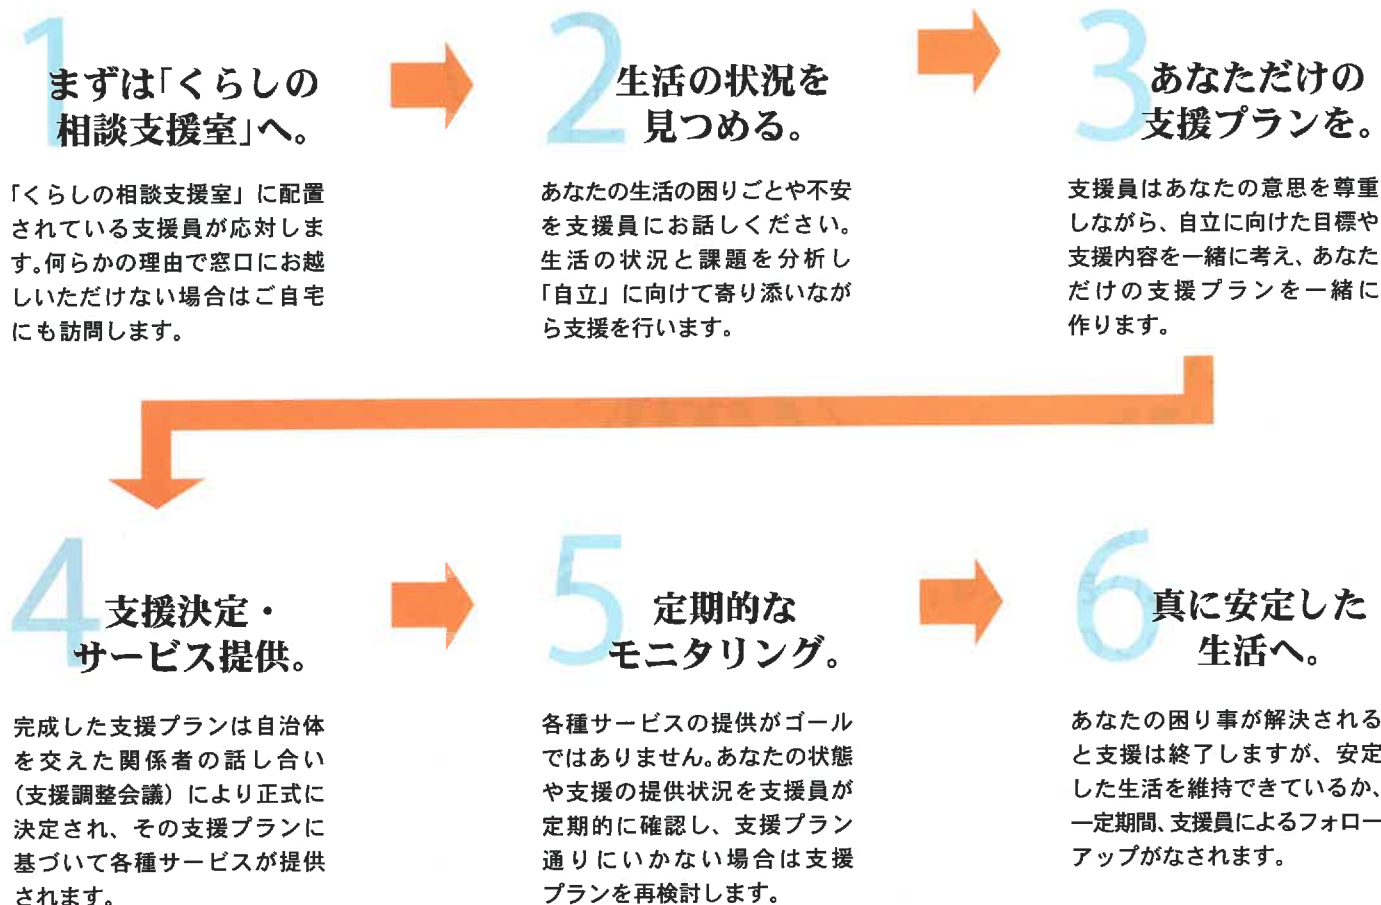 1
まずは「くらしの
相談支援室」へ。
「くらしの相談支援室」に配置
されている支援員が応対しま
す。何らかの理由で窓口にお越
しいただけない場合はご自宅
にも訪問します。
2
生活の状況を
見つめる。
あなたの生活の困りごとや不安
を支援員にお話しください。
生活の状況と課題を分析し
「自立」に向けて寄り添いなが
ら支援を行います。
3
あなただけの
支援プランを。
支援員はあなたの意思を尊重
しながら、自立に向けた目標や
支援内容を一緒に考え、あなた
だけの支援プランを一緒に
作ります。
4
支援決定・
サービス提供。
完成した支援プランは自治体
を交えた関係者の話し合い
(支援調整会議)により正式に
決定され、その支援プランに
基づいて各種サービスが提供
されます。
5
定期的な
モニタリング。
各種サービスの提供がゴール
ではありません。あなたの状態
や支援の提供状況を支援員が
定期的に確認し、支援プラン
通りにいかない場合は支援
プランを再検討します。
6
真に安定した
生活へ。
あなたの困り事が解決される
と支援は終了しますが、安定
した生活を維持できているか、
一定期間、支援員によるフォロー
アップがなされます。